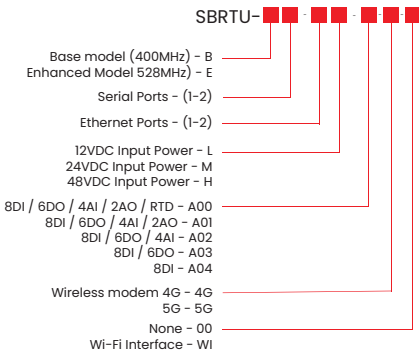 SBRTU-
Base model (400MHz) - B
Enhanced Model 528MHz) - E
Serial Ports - (1-2)
Ethernet Ports - (1-2)
12VDC Input Power - L
24VDC Input Power - M
48VDC Input Power - H
8DI / 6DO / 4AI / 2AO / RTD - A00
8DI / 6DO / 4AI / 2AO - A01
8DI / 6DO / 4AI - A02
8DI / 6DO - A03
8DI - A04
Wireless modem 4G - 4G
5G - 5G
None - 00
Wi-Fi Interface - WI